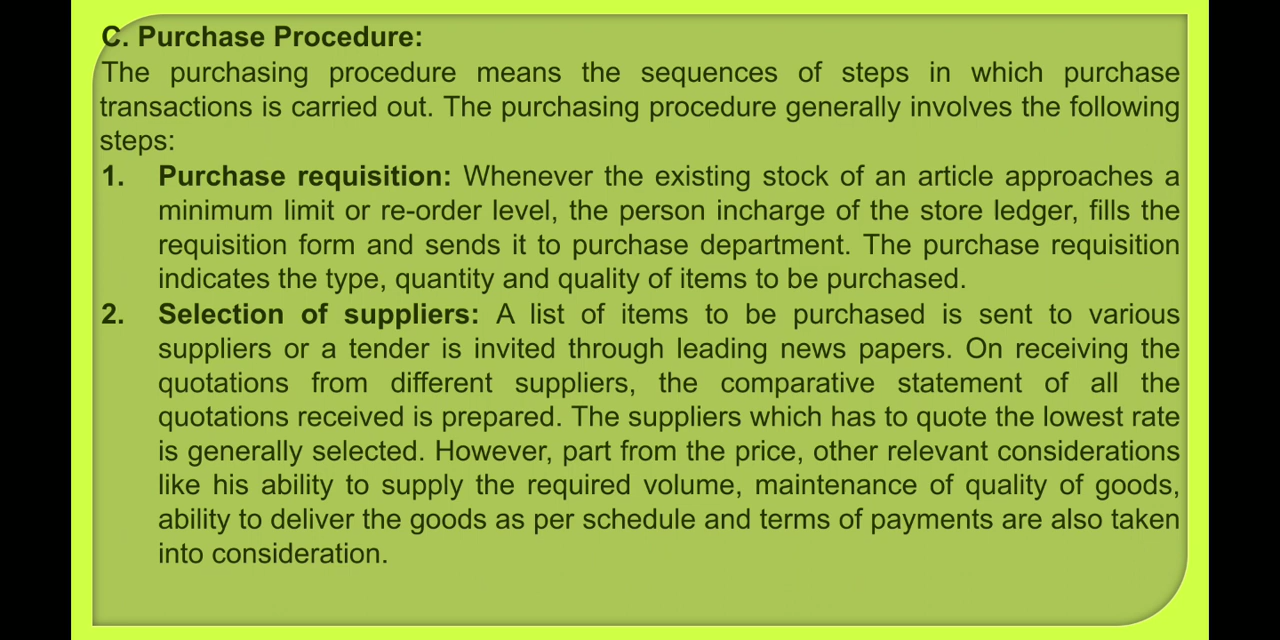 C. Purchase Procedure:
The purchasing procedure means the sequences of steps in which purchase
transactions is carried out. The purchasing procedure generally involves the following
steps:
1. Purchase requisition: Whenever the existing stock of an article approaches a
minimum limit or re-order level, the person incharge of the store ledger, fills the
requisition form and sends it to purchase department. The purchase requisition
indicates the type, quantity and quality of items to be purchased.
2. Selection of suppliers: A list of items to be purchased is sent to various
suppliers or a tender is invited through leading news papers. On receiving the
quotations from different suppliers, the comparative statement of all the
quotations received is prepared. The suppliers which has to quote the lowest rate
is generally selected. However, part from the price, other relevant considerations
like his ability to supply the required volume, maintenance of quality of goods,
ability to deliver the goods as per schedule and terms of payments are also taken
into consideration.